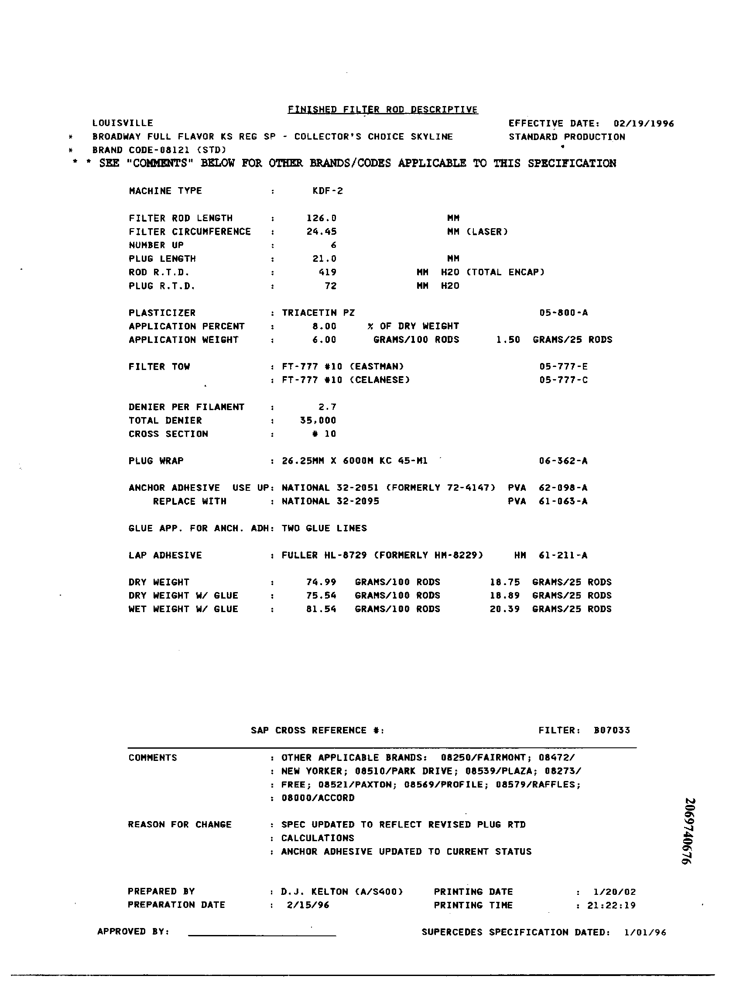 FINISHED FILTER ROD DESCRIPTIVE
LOUISVILLE EFFECTIVE DATE: 02/19/1996
* BROADWAY FULL FLAVOR KS REG SP - COLLECTOR'S CHOICE SKYLINE STANDARD PRODUCTION
* BRAND CODE-08121 (STD)
* * SEE "COMMENTS" BELOW FOR OTHER BRANDS/CODES APPLICABLE TO THIS SPECIFICATION
MACHINE TYPE : KDF-2
FILTER ROD LENGTH : 126.0 MM
FILTER CIRCUMFERENCE : 24.45 MM (LASER)
NUMBER UP : 6
PLUG LENGTH : 21.0 MM
ROD R.T.D. : 419 MM H2O (TOTAL ENCAP)
PLUG R.T.D. : 72 MM H2O
PLASTICIZER : TRIACETIN PZ 05-800-A
APPLICATION PERCENT : 8.00 % OF DRY WEIGHT
APPLICATION WEIGHT : 6.00 GRAMS/100 RODS 1.50 GRAMS/25 RODS
FILTER TOW : FT-777 #10 (EASTMAN) 05-777-E
: FT-777 #10 (CELANESE) 05-777-C
DENIER PER FILAMENT : 2.7
TOTAL DENIER : 35,000
CROSS SECTION : # 10
PLUG WRAP : 26.25MM X 6000M KC 45-M1 06-362-A
ANCHOR ADHESIVE USE UP: NATIONAL 32-2051 (FORMERLY 72-4147) PVA 62-098-A
REPLACE WITH : NATIONAL 32-2095 PVA 61-063-A
GLUE APP. FOR ANCH. ADH: TWO GLUE LINES
LAP ADHESIVE : FULLER HL-8729 (FORMERLY HM-8229) HM 61-211-A
DRY WEIGHT : 74.99 GRAMS/100 RODS 18.75 GRAMS/25 RODS
DRY WEIGHT W/ GLUE : 75.54 GRAMS/100 RODS 18.89 GRAMS/25 RODS
WET WEIGHT W/ GLUE : 81.54 GRAMS/100 RODS 20.39 GRAMS/25 RODS
SAP CROSS REFERENCE #: FILTER: B07033
COMMENTS : OTHER APPLICABLE BRANDS: 08250/FAIRMONT; 08472/
: NEW YORKER; 08510/PARK DRIVE; 08539/PLAZA; 08273/
: FREE; 08521/PAXTON; 08569/PROFILE; 08579/RAFFLES;
: 08000/ACCORD
REASON FOR CHANGE : SPEC UPDATED TO REFLECT REVISED PLUG RTD
: CALCULATIONS
: ANCHOR ADHESIVE UPDATED TO CURRENT STATUS
PREPARED BY : D.J. KELTON (A/S400) PRINTING DATE : 1/20/02
PREPARATION DATE : 2/15/96 PRINTING TIME : 21:22:19
APPROVED BY: SUPERCEDES SPECIFICATION DATED: 1/01/96
2069740676